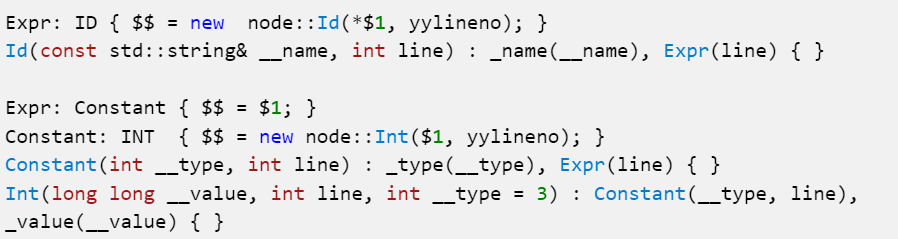 Expr: ID { $$ = new  node::Id(*$1, yylineno); }
Id(const std::string& __name, int line) : _name(__name), Expr(line) { }

Expr: Constant { $$ = $1; }
Constant: INT  { $$ = new node::Int($1, yylineno); }
Constant(int __type, int line) : _type(__type), Expr(line) { }
Int(long long __value, int line, int __type = 3) : Constant(__type, line),
_value(__value) { }